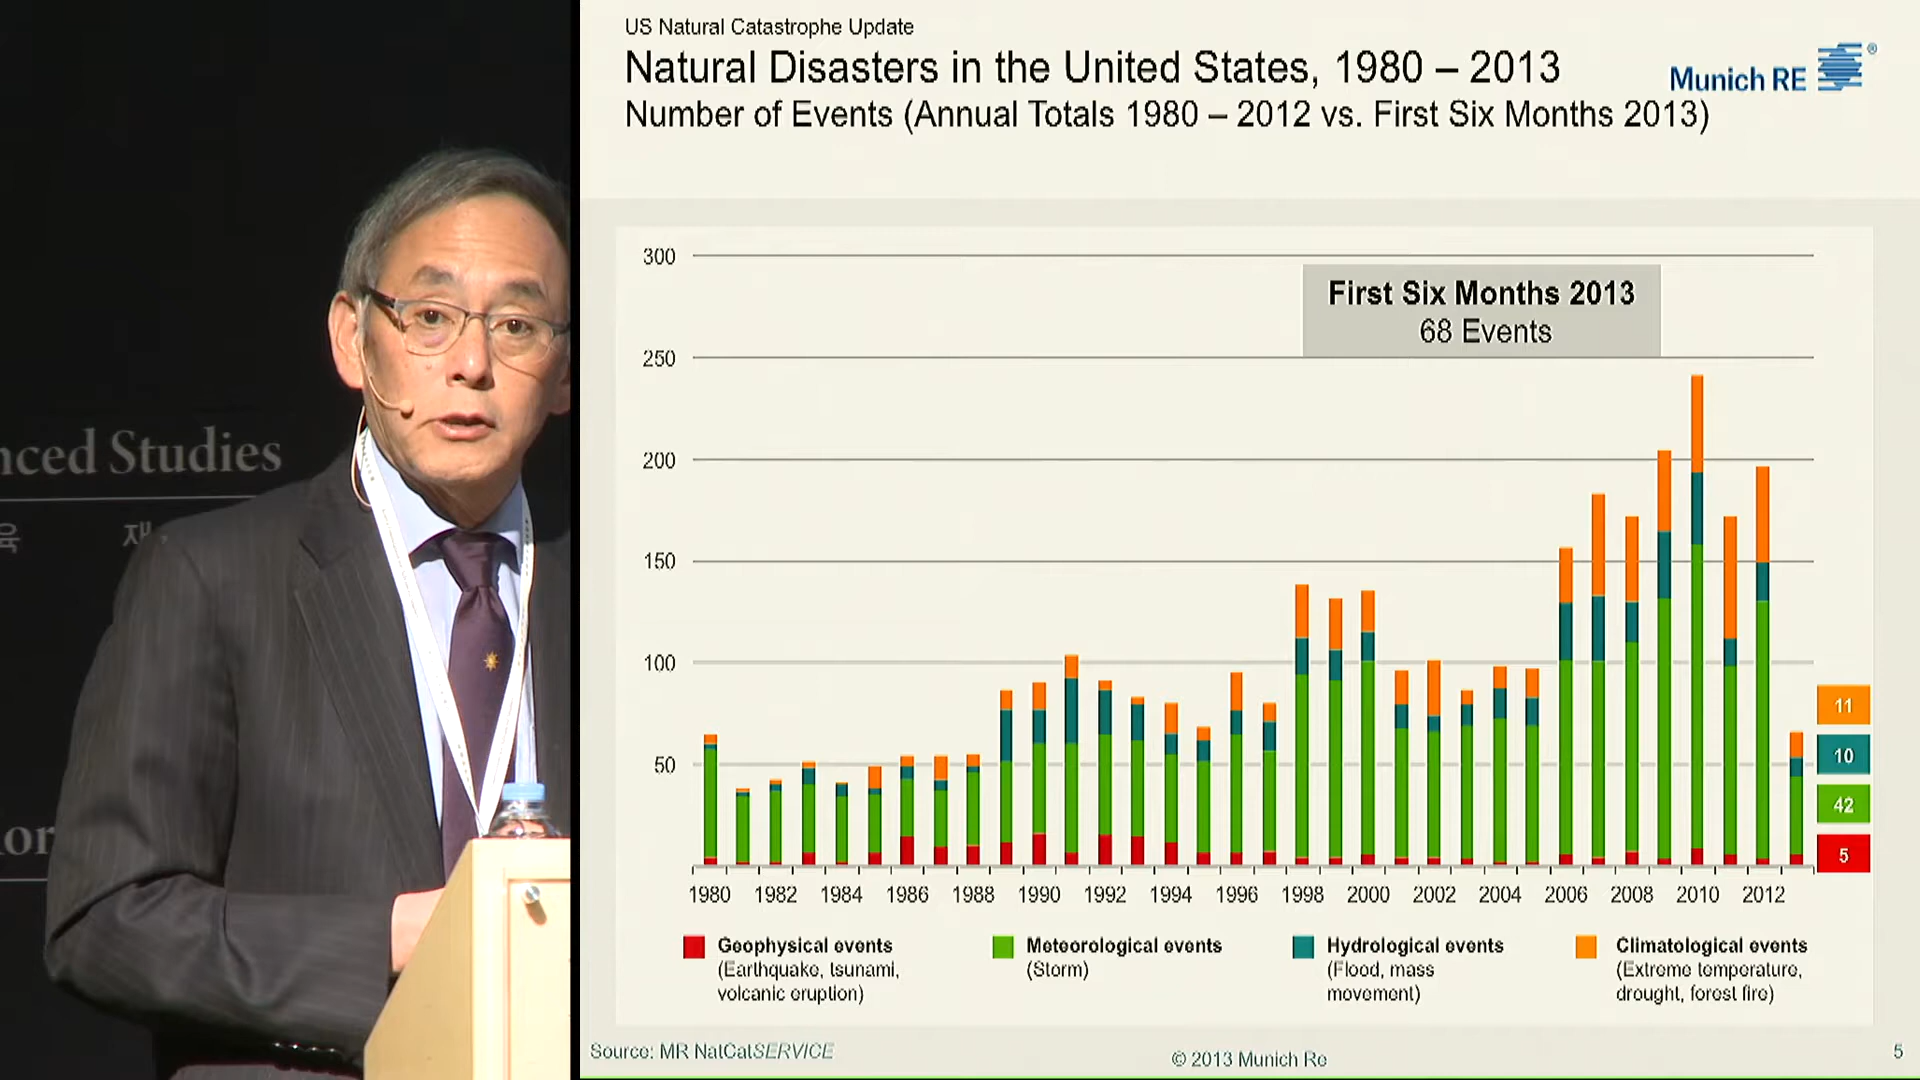 nced Studies
육 재
or
US Natural Catastrophe Update
Natural Disasters in the United States, 1980 – 2013
Number of Events (Annual Totals 1980 – 2012 vs. First Six Months 2013)
Munich RE ®
First Six Months 2013
68 Events
300
250
200
150
100
50
11
10
42
5
1980 1982 1984 1986 1988 1990 1992 1994 1996 1998 2000 2002 2004 2006 2008 2010 2012
Geophysical events
(Earthquake, tsunami,
volcanic eruption)
Meteorological events
(Storm)
Hydrological events
(Flood, mass
movement)
Climatological events
(Extreme temperature,
drought, forest fire)
Source: MR NatCatSERVICE
© 2013 Munich Re
5